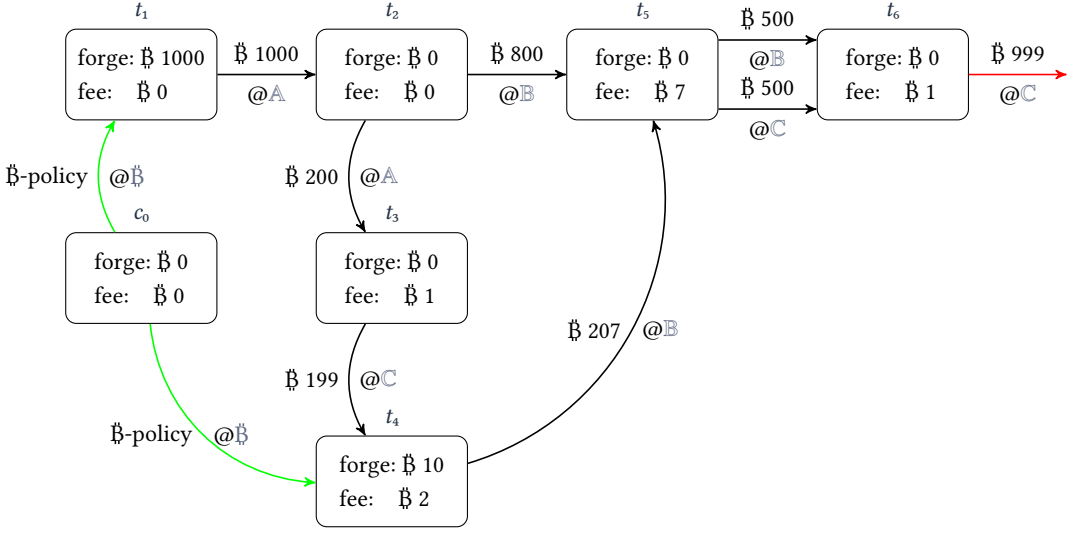 t₁
t₂
t₅
t₆
forge: ₿ 1000
fee: ₿ 0
₿ 1000
@𝔸
forge: ₿ 0
fee: ₿ 0
₿ 800
@𝔹
forge: ₿ 0
fee: ₿ 7
₿ 500
@𝔹
₿ 500
@ℂ
forge: ₿ 0
fee: ₿ 1
₿ 999
@ℂ
₿-policy
@₿
₿ 200
@𝔸
c₀
t₃
forge: ₿ 0
fee: ₿ 0
forge: ₿ 0
fee: ₿ 1
₿ 207
@𝔹
₿ 199
@ℂ
t₄
₿-policy
@₿
forge: ₿ 10
fee: ₿ 2